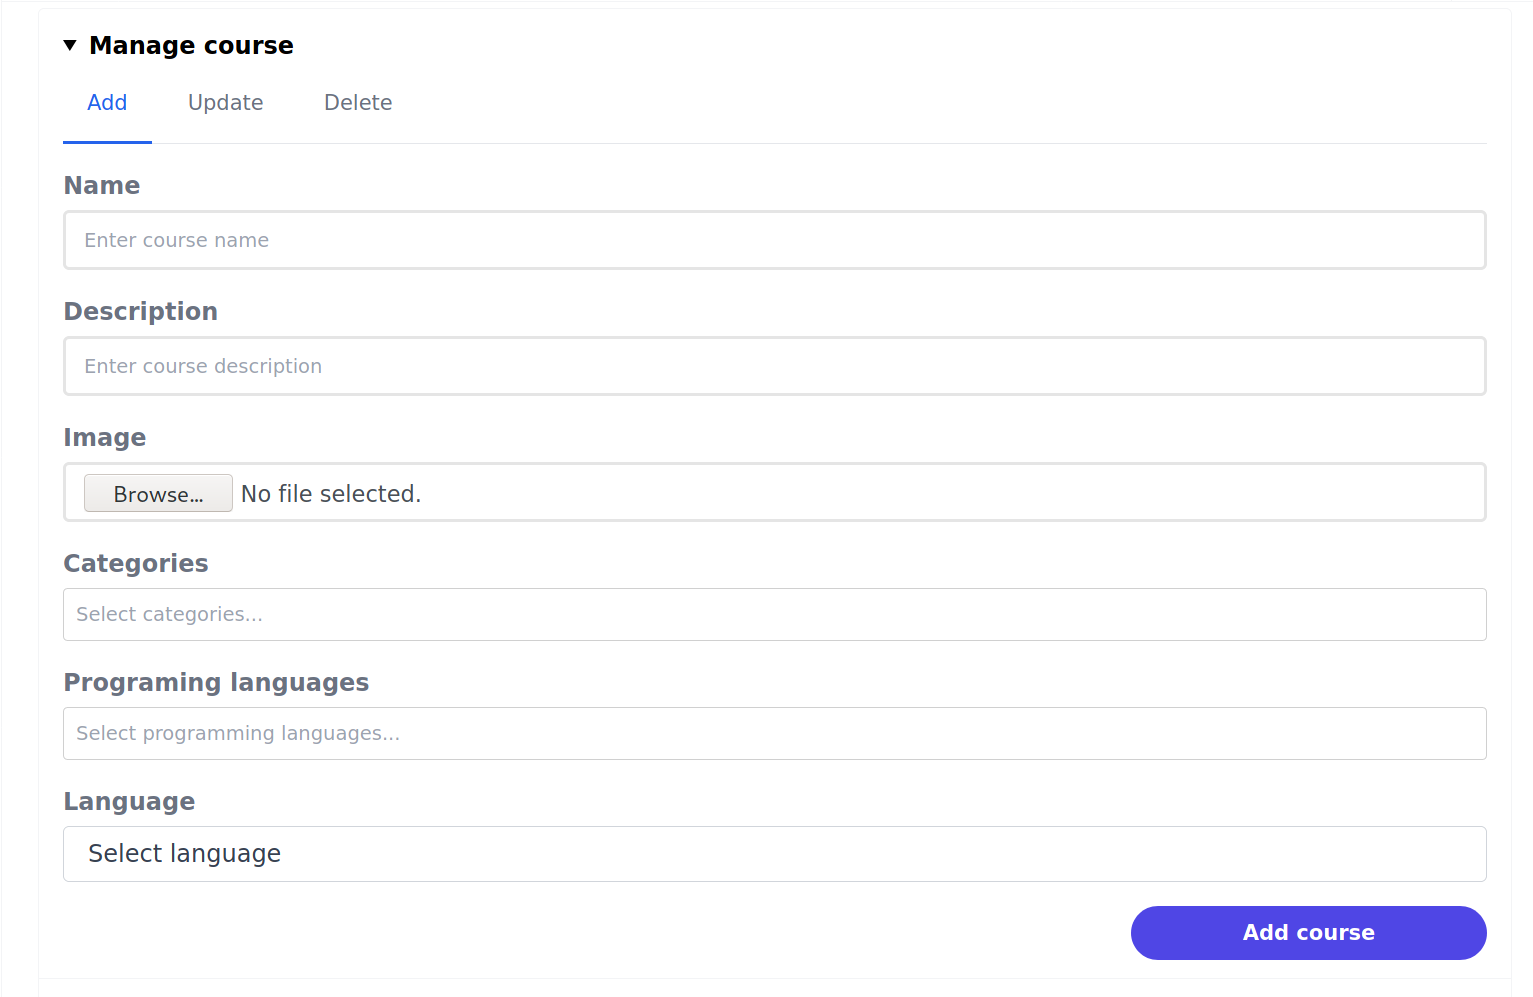 Manage course
Add Update Delete
Name
Enter course name
Description
Enter course description
Image
Browse... No file selected.
Categories
Select categories...
Programing languages
Select programming languages...
Language
Select language
Add course